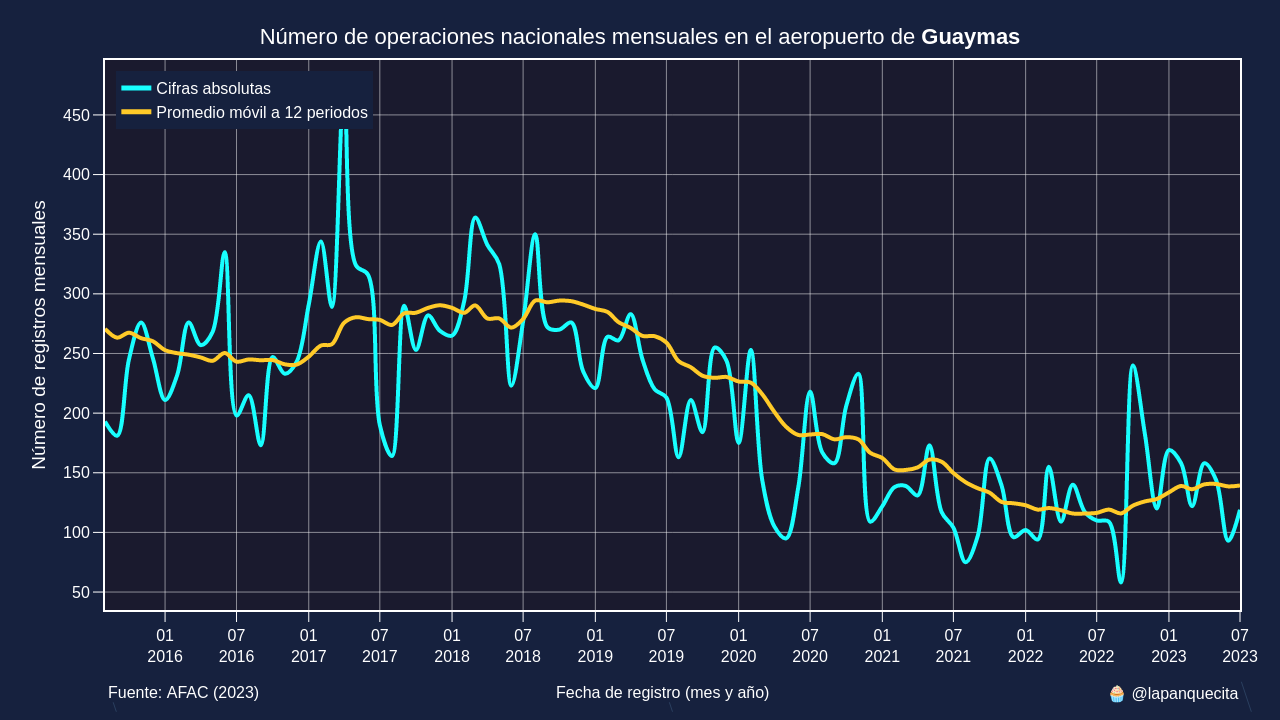 Número de operaciones nacionales mensuales en el aeropuerto de Guaymas
Cifras absolutas
Promedio móvil a 12 periodos
Número de registros mensuales
450
400
350
300
250
200
150
100
50
01 07 01 07 01 07 01 07 01 07 01 07 01 07 01 07
2016 2016 2017 2017 2018 2018 2019 2019 2020 2020 2021 2021 2022 2022 2023 2023
Fuente: AFAC (2023)
Fecha de registro (mes y año)
🧁 @lapanquecita